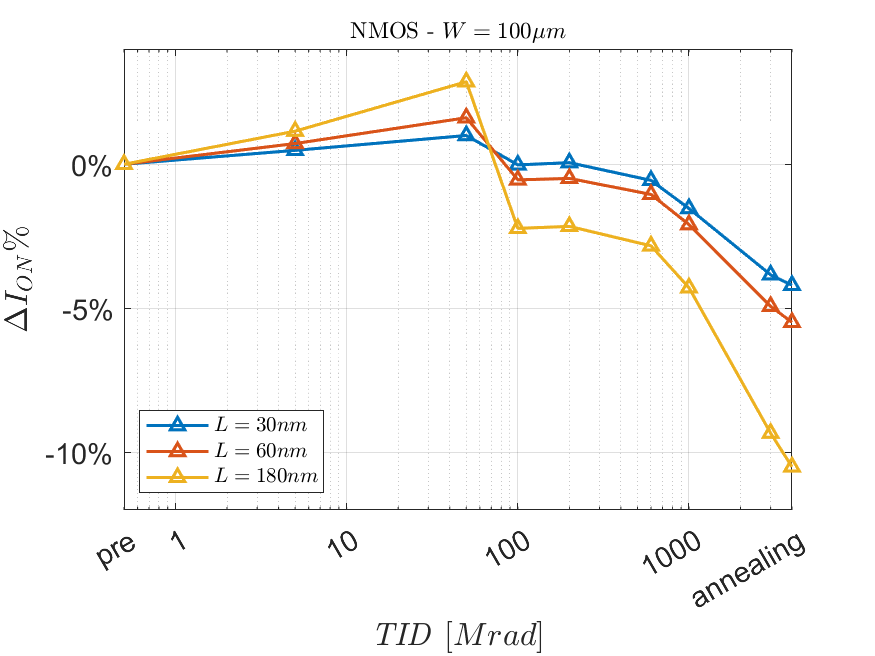 NMOS - W = 100μm
0%
-5%
-10%
ΔI_ON%
L = 30nm
L = 60nm
L = 180nm
pre 1 10 100 1000 annealing
TID [Mrad]